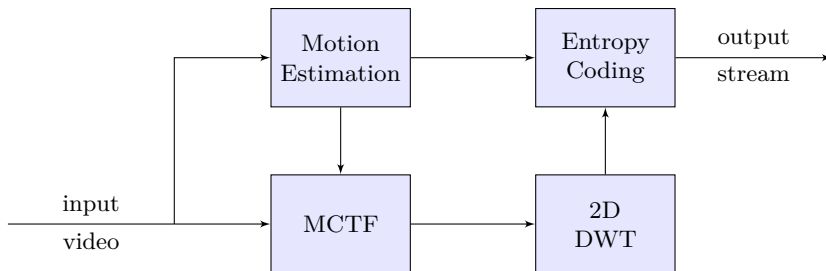 Motion
Estimation
Entropy
Coding
output
stream
input
video
MCTF
2D
DWT